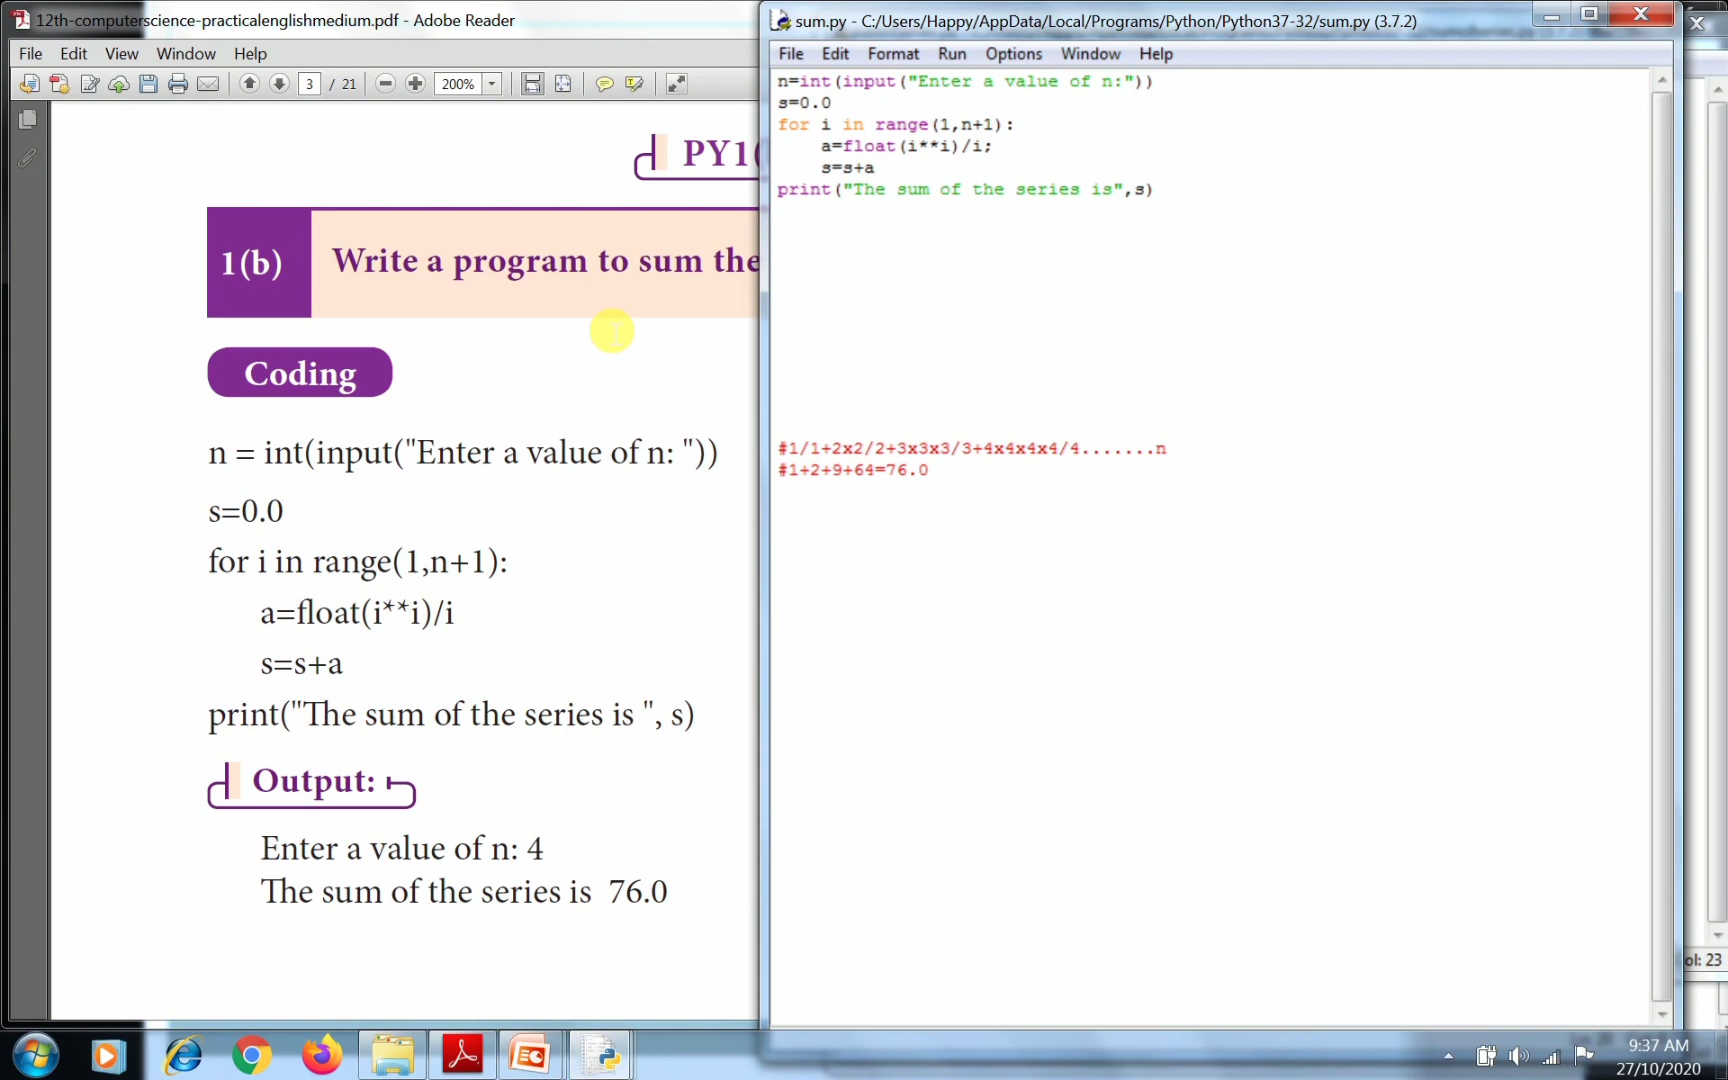 12th-computerscience-practicalenglishmedium.pdf - Adobe Reader
File Edit View Window Help
3 / 21 200%
PY1(
1(b) Write a program to sum the
Coding
n = int(input("Enter a value of n: "))
s=0.0
for i in range(1,n+1):
a=float(i**i)/i
s=s+a
print("The sum of the series is ", s)
Output:
Enter a value of n: 4
The sum of the series is 76.0
sum.py - C:/Users/Happy/AppData/Local/Programs/Python/Python37-32/sum.py (3.7.2)
File Edit Format Run Options Window Help
n=int(input("Enter a value of n:"))
s=0.0
for i in range(1,n+1):
a=float(i**i)/i;
s=s+a
print("The sum of the series is",s)
#1/1+2x2/2+3x3x3/3+4x4x4x4/4.......n
#1+2+9+64=76.0
ol: 23
9:37 AM
27/10/2020